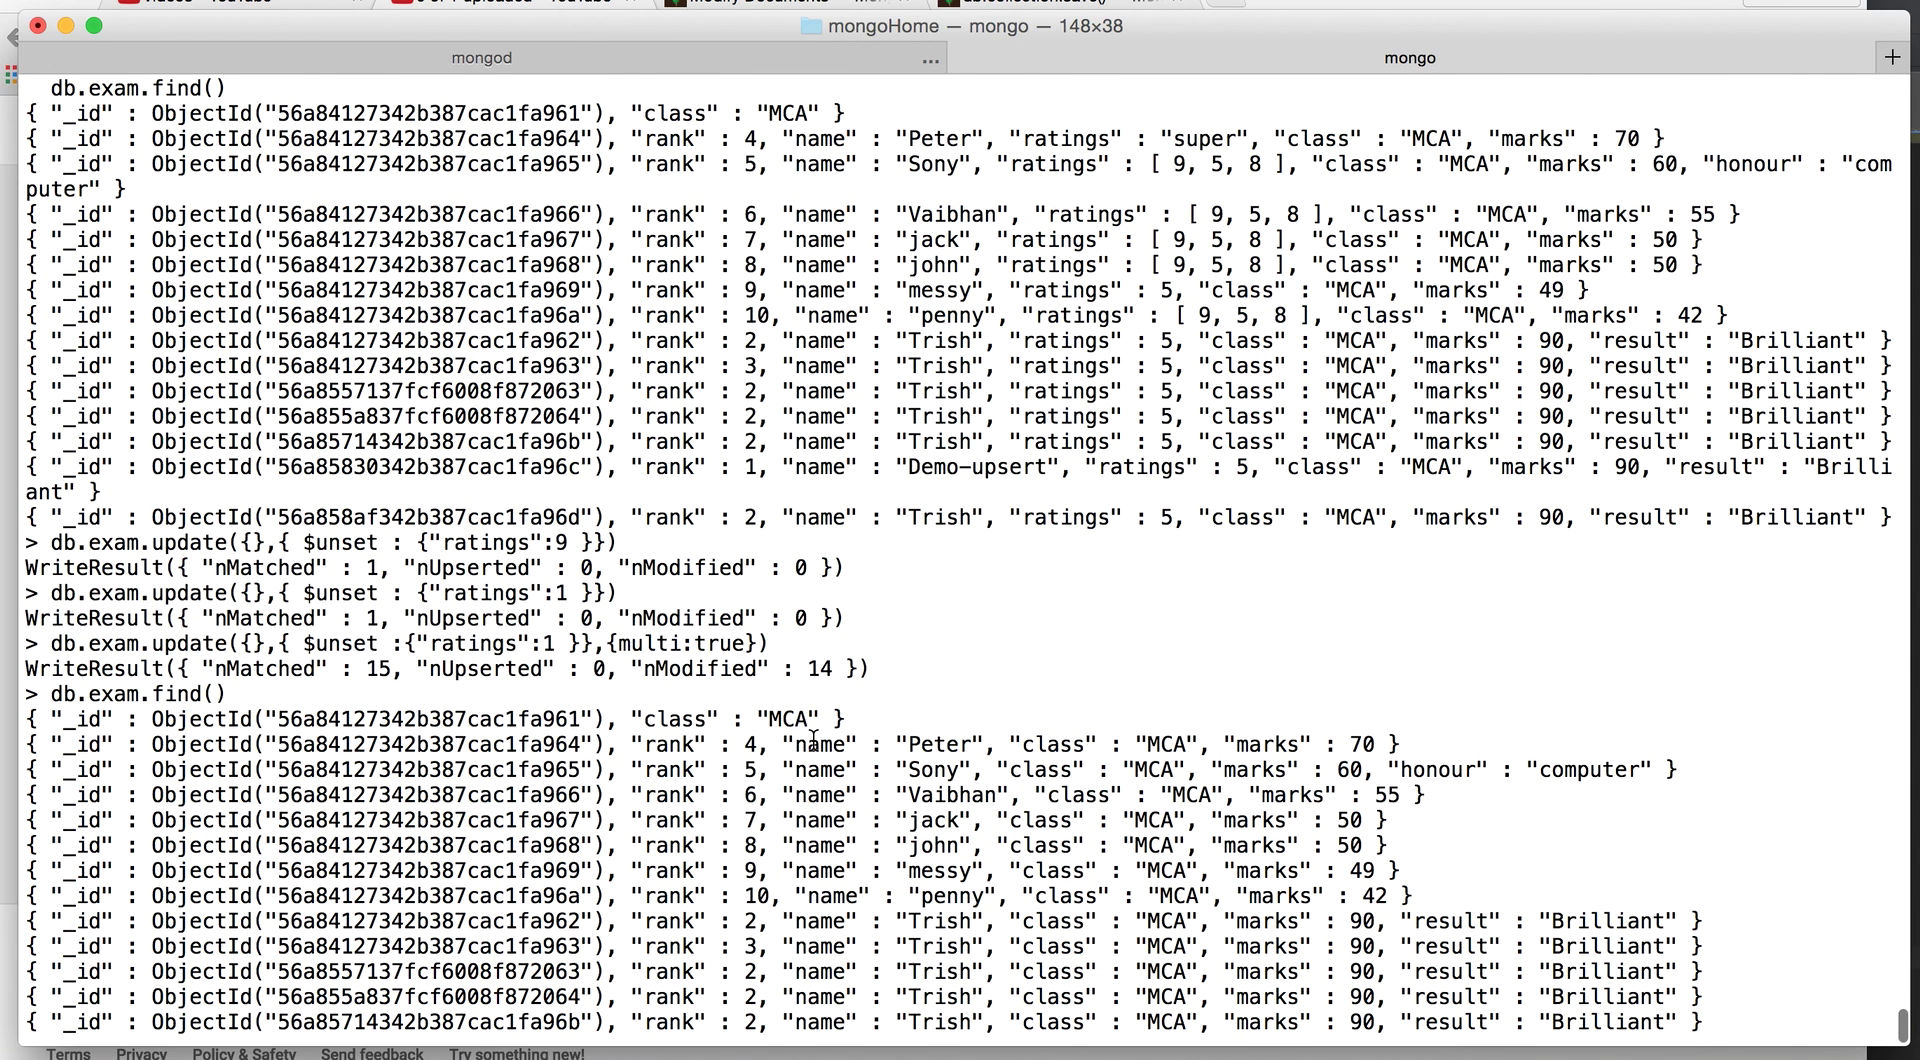 mongoHome — mongo — 148×38
mongod ... mongo +
db.exam.find()
{ "_id" : ObjectId("56a84127342b387cac1fa961"), "class" : "MCA" }
{ "_id" : ObjectId("56a84127342b387cac1fa964"), "rank" : 4, "name" : "Peter", "ratings" : "super", "class" : "MCA", "marks" : 70 }
{ "_id" : ObjectId("56a84127342b387cac1fa965"), "rank" : 5, "name" : "Sony", "ratings" : [ 9, 5, 8 ], "class" : "MCA", "marks" : 60, "honour" : "com
puter" }
{ "_id" : ObjectId("56a84127342b387cac1fa966"), "rank" : 6, "name" : "Vaibhan", "ratings" : [ 9, 5, 8 ], "class" : "MCA", "marks" : 55 }
{ "_id" : ObjectId("56a84127342b387cac1fa967"), "rank" : 7, "name" : "jack", "ratings" : [ 9, 5, 8 ], "class" : "MCA", "marks" : 50 }
{ "_id" : ObjectId("56a84127342b387cac1fa968"), "rank" : 8, "name" : "john", "ratings" : [ 9, 5, 8 ], "class" : "MCA", "marks" : 50 }
{ "_id" : ObjectId("56a84127342b387cac1fa969"), "rank" : 9, "name" : "messy", "ratings" : 5, "class" : "MCA", "marks" : 49 }
{ "_id" : ObjectId("56a84127342b387cac1fa96a"), "rank" : 10, "name" : "penny", "ratings" : [ 9, 5, 8 ], "class" : "MCA", "marks" : 42 }
{ "_id" : ObjectId("56a84127342b387cac1fa962"), "rank" : 2, "name" : "Trish", "ratings" : 5, "class" : "MCA", "marks" : 90, "result" : "Brilliant" }
{ "_id" : ObjectId("56a84127342b387cac1fa963"), "rank" : 3, "name" : "Trish", "ratings" : 5, "class" : "MCA", "marks" : 90, "result" : "Brilliant" }
{ "_id" : ObjectId("56a8557137fcf6008f872063"), "rank" : 2, "name" : "Trish", "ratings" : 5, "class" : "MCA", "marks" : 90, "result" : "Brilliant" }
{ "_id" : ObjectId("56a855a837fcf6008f872064"), "rank" : 2, "name" : "Trish", "ratings" : 5, "class" : "MCA", "marks" : 90, "result" : "Brilliant" }
{ "_id" : ObjectId("56a85714342b387cac1fa96b"), "rank" : 2, "name" : "Trish", "ratings" : 5, "class" : "MCA", "marks" : 90, "result" : "Brilliant" }
{ "_id" : ObjectId("56a85830342b387cac1fa96c"), "rank" : 1, "name" : "Demo-upsert", "ratings" : 5, "class" : "MCA", "marks" : 90, "result" : "Brilli
ant" }
{ "_id" : ObjectId("56a858af342b387cac1fa96d"), "rank" : 2, "name" : "Trish", "ratings" : 5, "class" : "MCA", "marks" : 90, "result" : "Brilliant" }
> db.exam.update({},{ $unset : {"ratings":9 }})
WriteResult({ "nMatched" : 1, "nUpserted" : 0, "nModified" : 0 })
> db.exam.update({},{ $unset : {"ratings":1 }})
WriteResult({ "nMatched" : 1, "nUpserted" : 0, "nModified" : 0 })
> db.exam.update({},{ $unset :{"ratings":1 }},{multi:true})
WriteResult({ "nMatched" : 15, "nUpserted" : 0, "nModified" : 14 })
> db.exam.find()
{ "_id" : ObjectId("56a84127342b387cac1fa961"), "class" : "MCA" }
{ "_id" : ObjectId("56a84127342b387cac1fa964"), "rank" : 4, "name" : "Peter", "class" : "MCA", "marks" : 70 }
{ "_id" : ObjectId("56a84127342b387cac1fa965"), "rank" : 5, "name" : "Sony", "class" : "MCA", "marks" : 60, "honour" : "computer" }
{ "_id" : ObjectId("56a84127342b387cac1fa966"), "rank" : 6, "name" : "Vaibhan", "class" : "MCA", "marks" : 55 }
{ "_id" : ObjectId("56a84127342b387cac1fa967"), "rank" : 7, "name" : "jack", "class" : "MCA", "marks" : 50 }
{ "_id" : ObjectId("56a84127342b387cac1fa968"), "rank" : 8, "name" : "john", "class" : "MCA", "marks" : 50 }
{ "_id" : ObjectId("56a84127342b387cac1fa969"), "rank" : 9, "name" : "messy", "class" : "MCA", "marks" : 49 }
{ "_id" : ObjectId("56a84127342b387cac1fa96a"), "rank" : 10, "name" : "penny", "class" : "MCA", "marks" : 42 }
{ "_id" : ObjectId("56a84127342b387cac1fa962"), "rank" : 2, "name" : "Trish", "class" : "MCA", "marks" : 90, "result" : "Brilliant" }
{ "_id" : ObjectId("56a84127342b387cac1fa963"), "rank" : 3, "name" : "Trish", "class" : "MCA", "marks" : 90, "result" : "Brilliant" }
{ "_id" : ObjectId("56a8557137fcf6008f872063"), "rank" : 2, "name" : "Trish", "class" : "MCA", "marks" : 90, "result" : "Brilliant" }
{ "_id" : ObjectId("56a855a837fcf6008f872064"), "rank" : 2, "name" : "Trish", "class" : "MCA", "marks" : 90, "result" : "Brilliant" }
{ "_id" : ObjectId("56a85714342b387cac1fa96b"), "rank" : 2, "name" : "Trish", "class" : "MCA", "marks" : 90, "result" : "Brilliant" }
Terms Privacy Policy & Safety Send feedback Try something new!